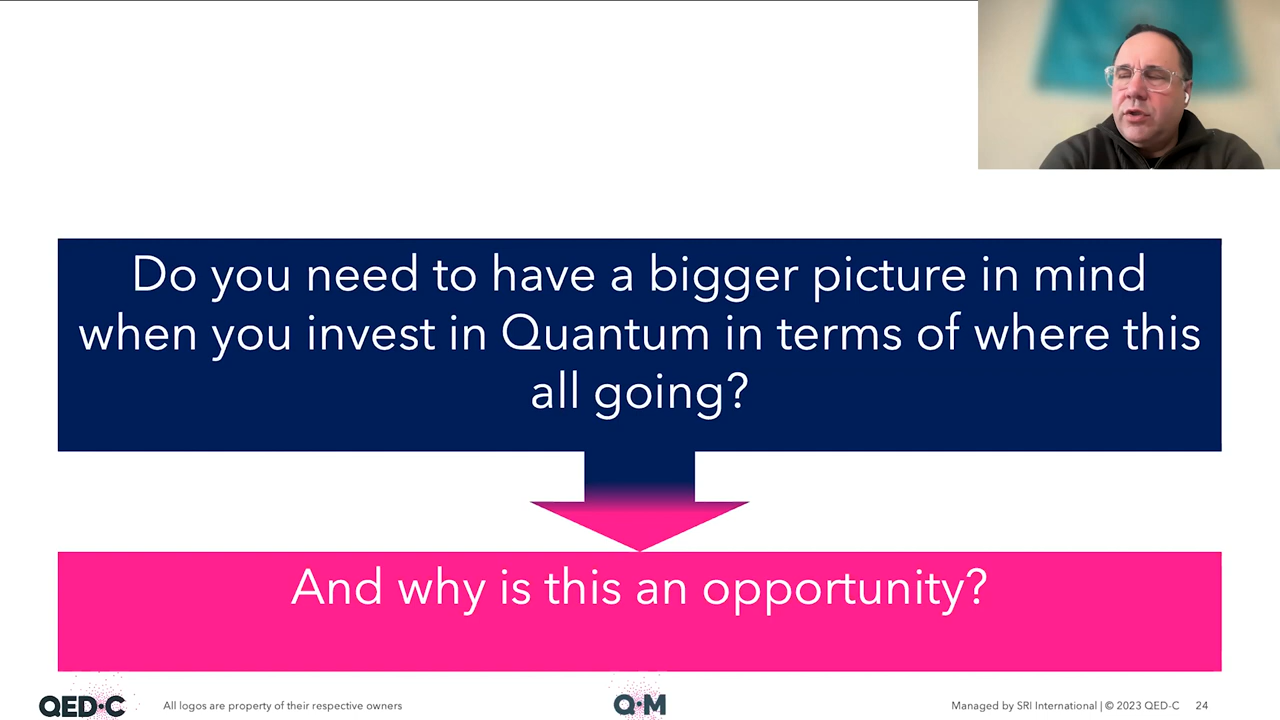 Do you need to have a bigger picture in mind
when you invest in Quantum in terms of where this
all going?
And why is this an opportunity?
QED·C
All logos are property of their respective owners
Q·M
Managed by SRI International | © 2023 QED-C
24